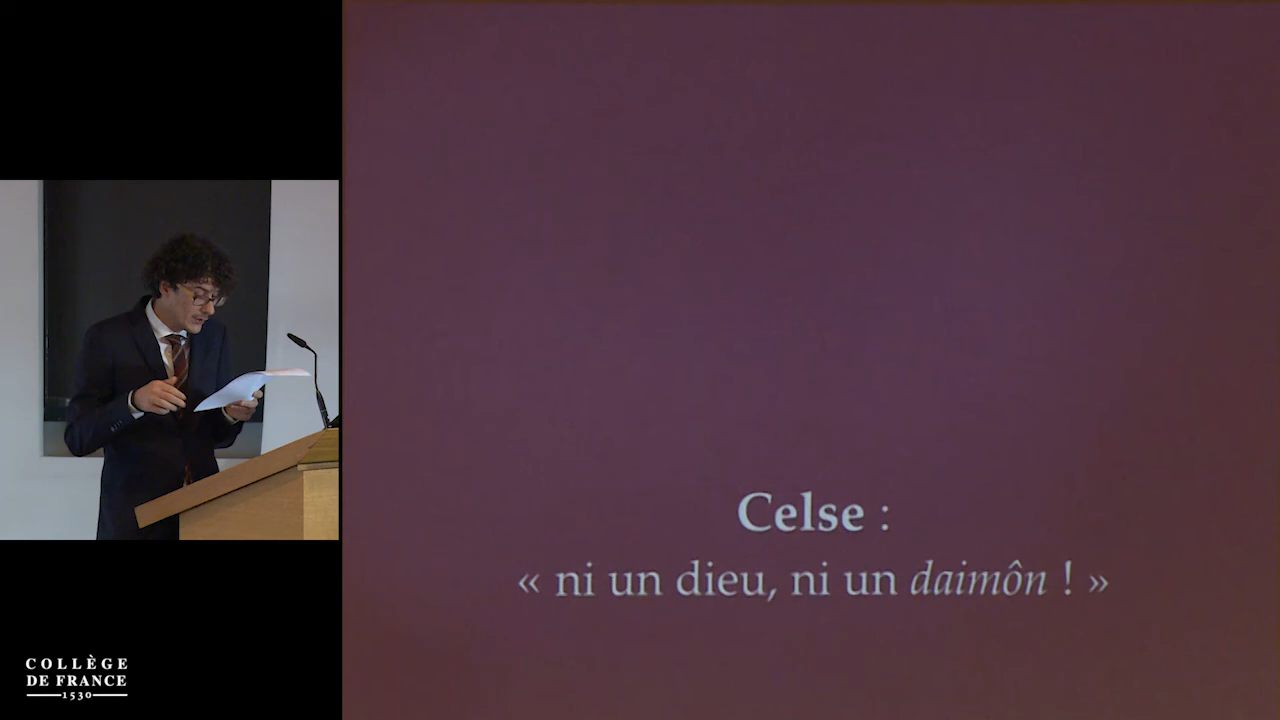 Celse :
« ni un dieu, ni un daimôn ! »
COLLÈGE
DE FRANCE
1530